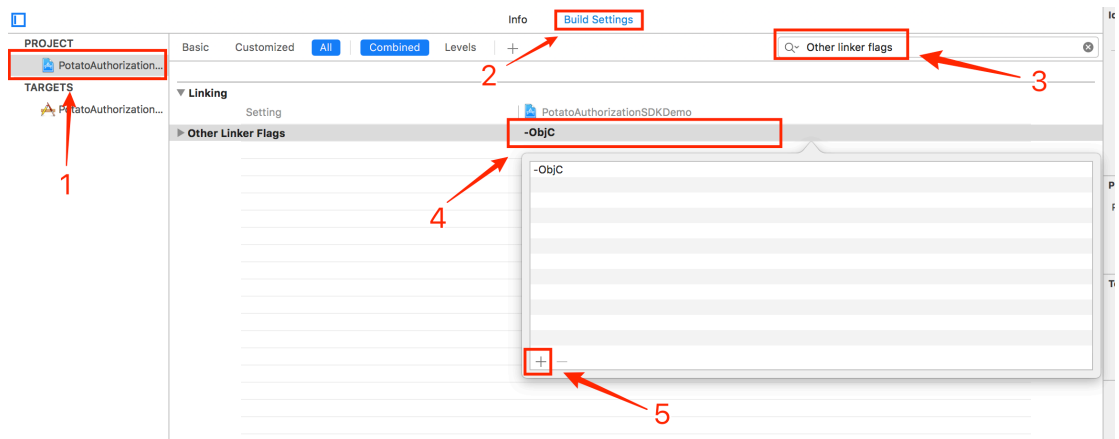 Info Build Settings
PROJECT
Basic Customized All Combined Levels + Other linker flags
PotatoAuthorization...
TARGETS
2
3
Linking
PotatoAuthorization...
Setting PotatoAuthorizationSDKDemo
Other Linker Flags -ObjC
1
-ObjC
4
5